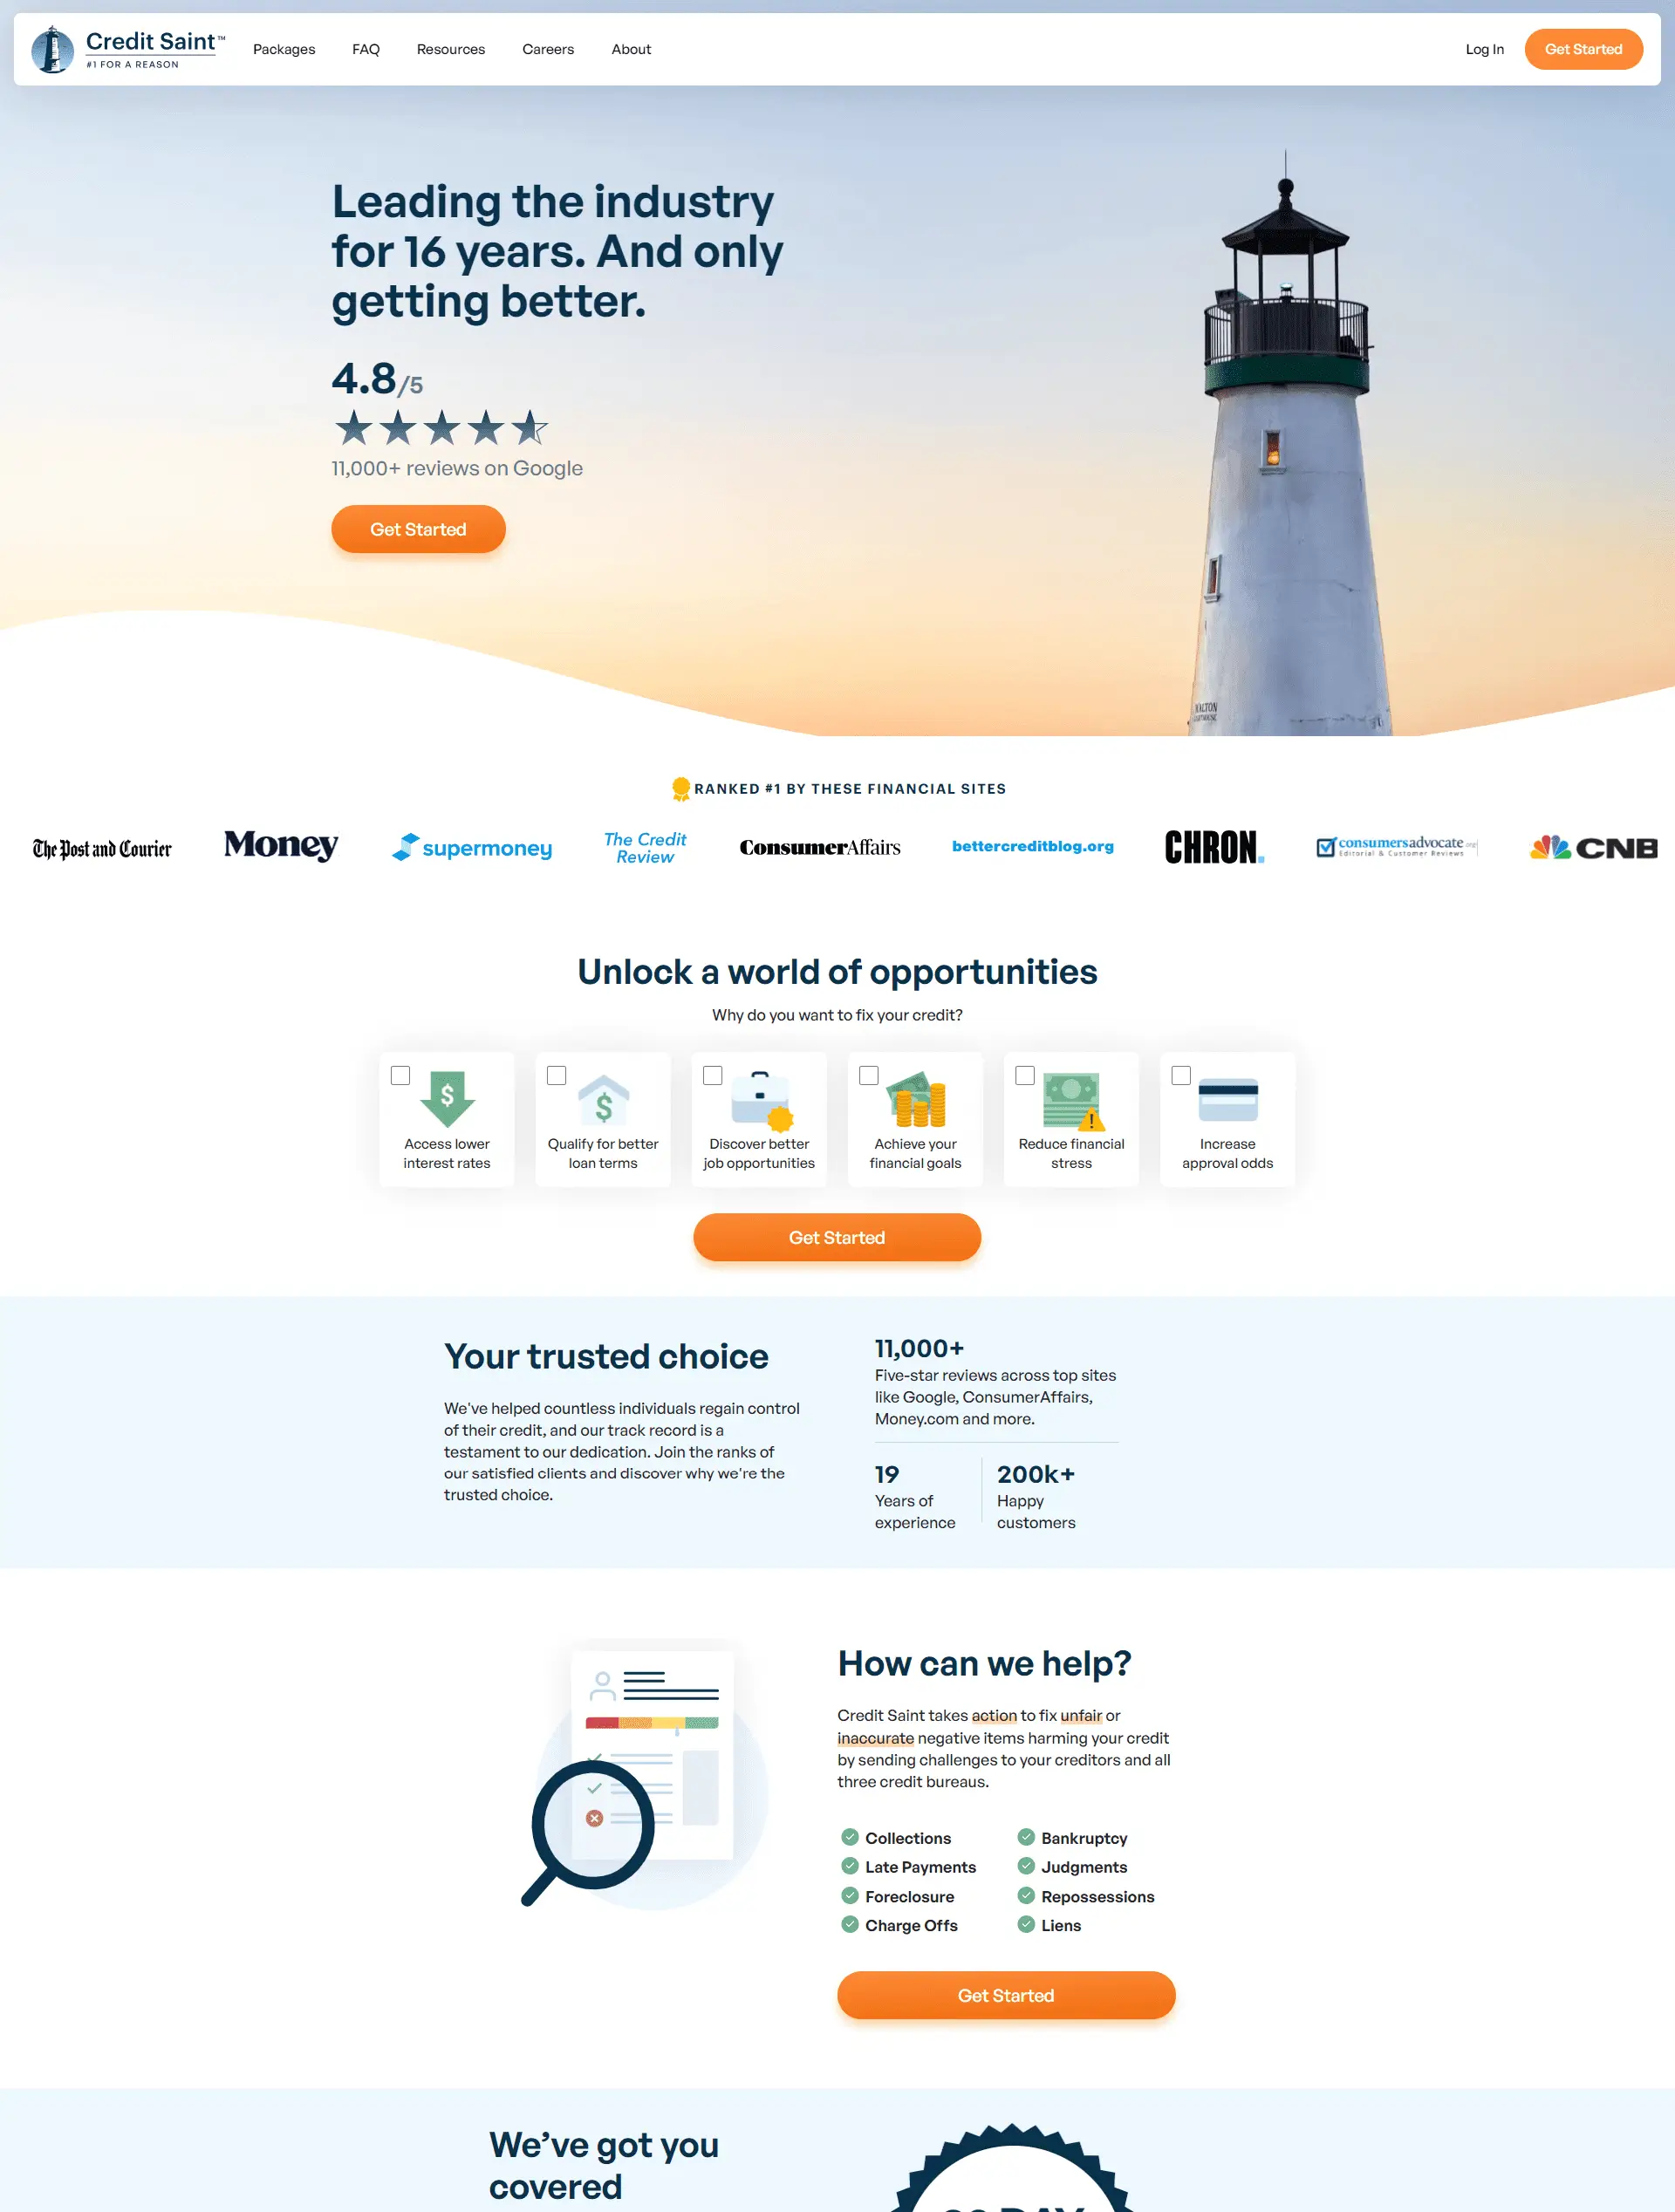 Credit Saint™
#1 FOR A REASON
Packages
FAQ
Resources
Careers
About
Log In
Get Started
Leading the industry
for 16 years. And only
getting better.
4.8/5
11,000+ reviews on Google
Get Started
RANKED #1 BY THESE FINANCIAL SITES
The Post and Courier
Money
supermoney
The Credit
Review
ConsumerAffairs
bettercreditblog.org
CHRON.
consumersadvocate.org
Editorial & Customer Reviews
CNB
Unlock a world of opportunities
Why do you want to fix your credit?
$
Access lower
interest rates
$
Qualify for better
loan terms
Discover better
job opportunities
Achieve your
financial goals
Reduce financial
stress
Increase
approval odds
Get Started
Your trusted choice
We've helped countless individuals regain control
of their credit, and our track record is a
testament to our dedication. Join the ranks of
our satisfied clients and discover why we're the
trusted choice.
11,000+
Five-star reviews across top sites
like Google, ConsumerAffairs,
Money.com and more.
19
Years of
experience
200k+
Happy
customers
How can we help?
Credit Saint takes action to fix unfair or
inaccurate negative items harming your credit
by sending challenges to your creditors and all
three credit bureaus.
Collections
Late Payments
Foreclosure
Charge Offs
Bankruptcy
Judgments
Repossessions
Liens
Get Started
We’ve got you
covered